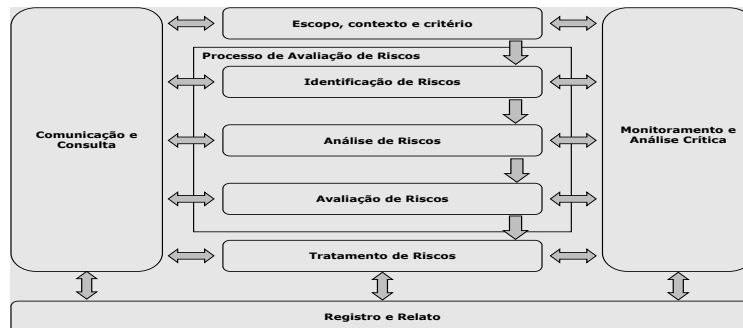 Escopo, contexto e critério
Processo de Avaliação de Riscos
Identificação de Riscos
Comunicação e
Consulta
Análise de Riscos
Monitoramento e
Análise Crítica
Avaliação de Riscos
Tratamento de Riscos
Registro e Relato